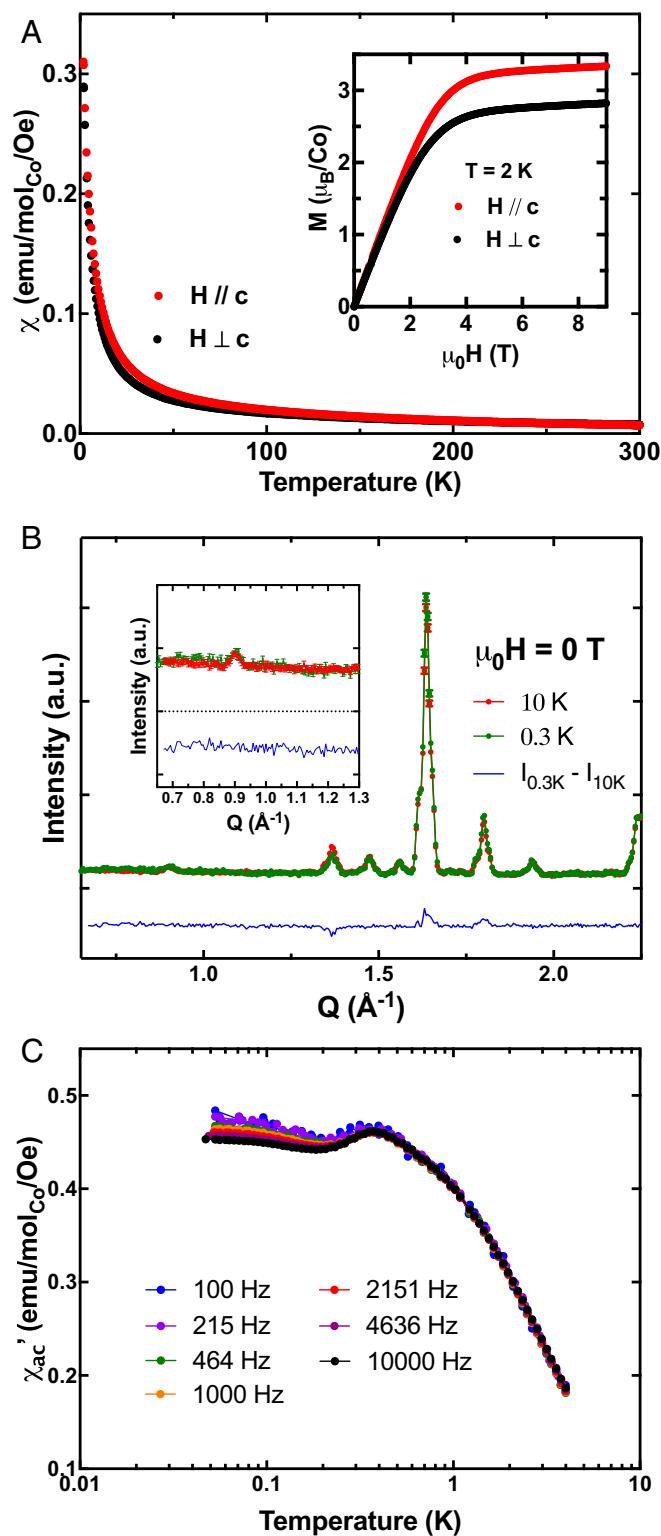 A
χ (emu/mol_Co/Oe)
0.3
0.2
0.1
0.0
0
100
200
300
Temperature (K)
H // c
H ⊥ c
M (μ_B/Co)
3
2
1
0
0
2
4
6
8
μ₀H (T)
T = 2 K
H // c
H ⊥ c
B
Intensity (a.u.)
1.0
1.5
2.0
Q (Å⁻¹)
μ₀H = 0 T
10 K
0.3 K
I_0.3K - I_10K
Intensity (a.u.)
0.7 0.8 0.9 1.0 1.1 1.2 1.3
Q (Å⁻¹)
C
χ_ac' (emu/mol_Co/Oe)
0.5
0.4
0.3
0.2
0.1
0.01
0.1
1
10
Temperature (K)
100 Hz
215 Hz
464 Hz
1000 Hz
2151 Hz
4636 Hz
10000 Hz